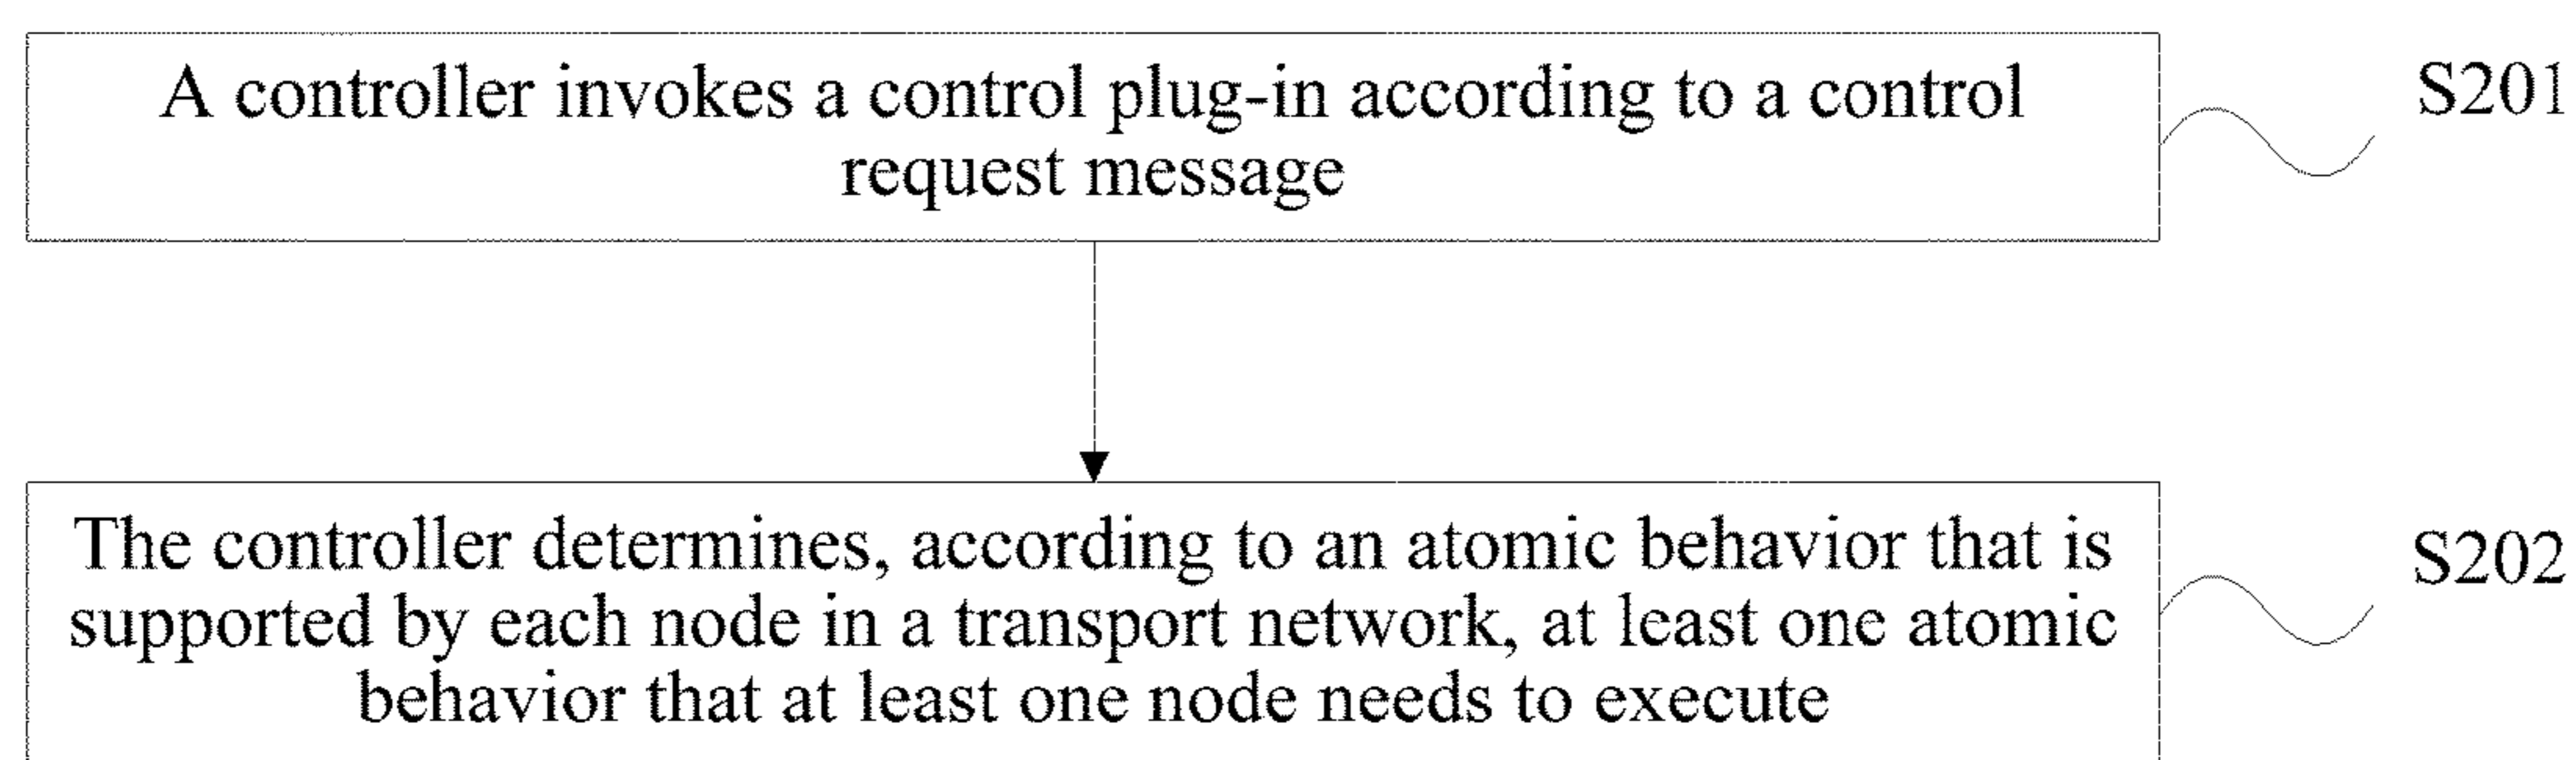 A controller invokes a control plug-in according to a control
request message
S201
The controller determines, according to an atomic behavior that is
supported by each node in a transport network, at least one atomic
behavior that at least one node needs to execute
S202